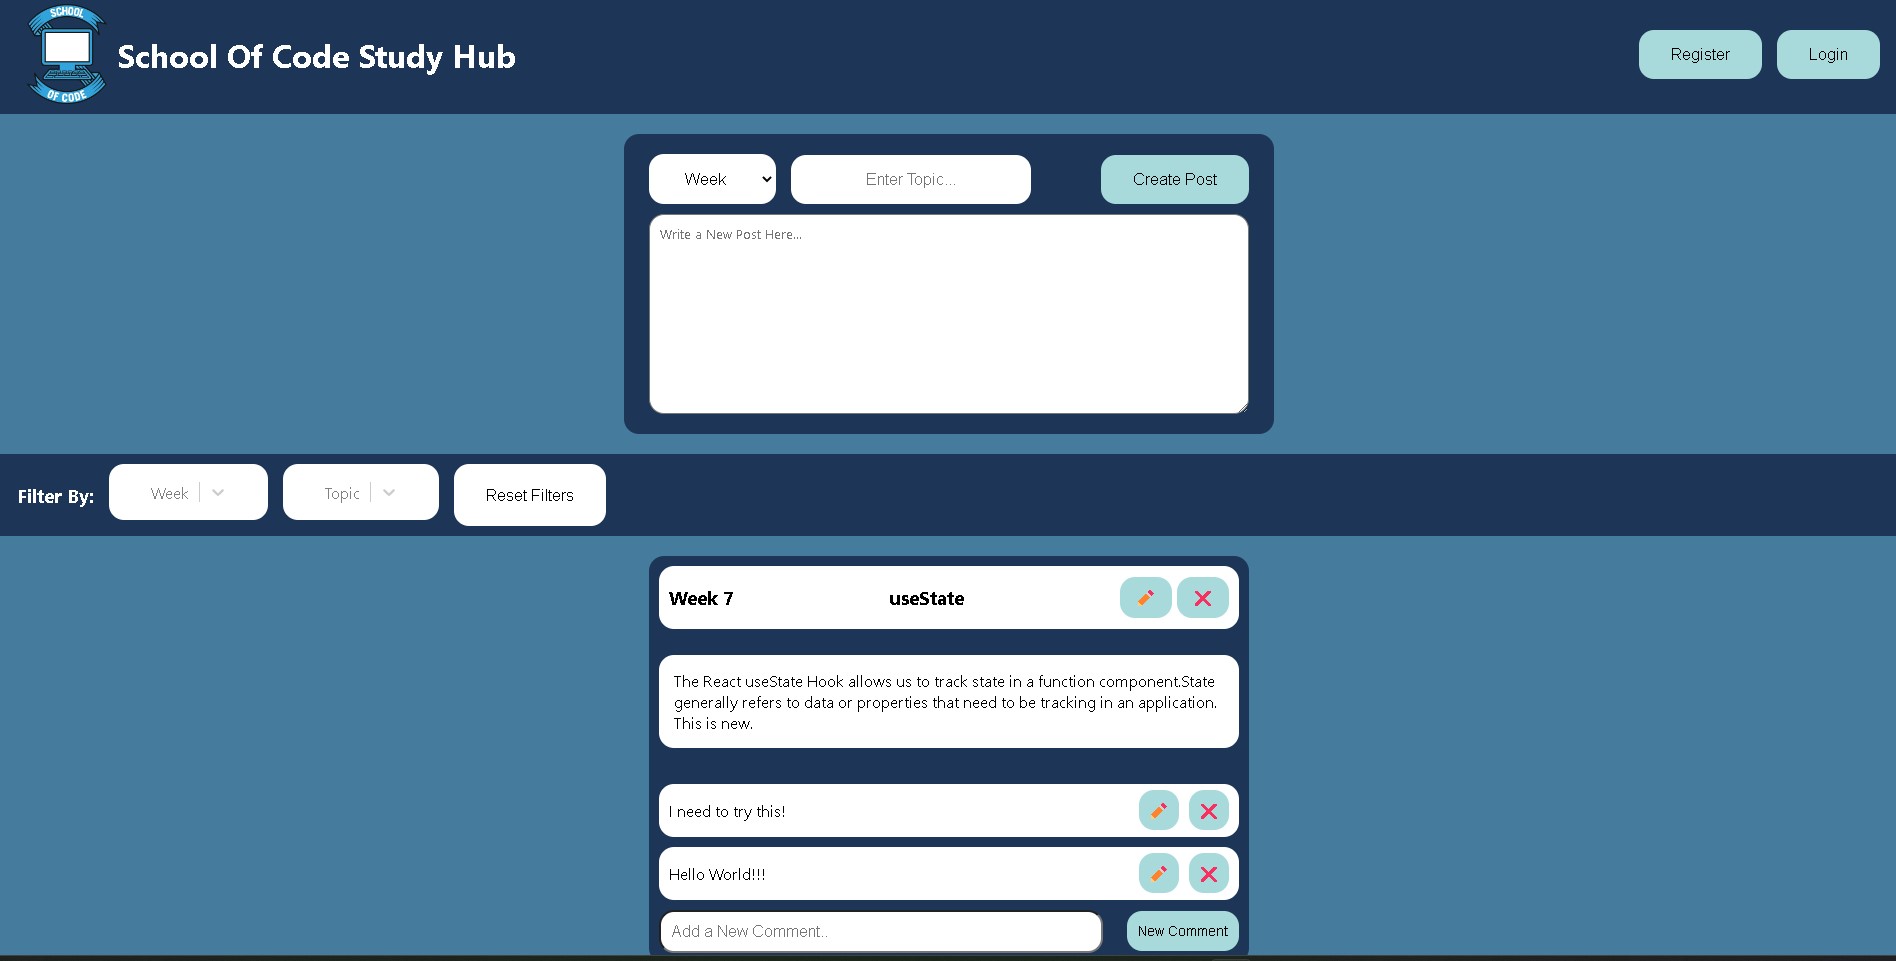 SCHOOL
OF CODE
School Of Code Study Hub
Register
Login
Week
Enter Topic...
Create Post
Write a New Post Here...
Filter By:
Week
Topic
Reset Filters
Week 7
useState
The React useState Hook allows us to track state in a function component.State
generally refers to data or properties that need to be tracking in an application.
This is new.
I need to try this!
Hello World!!!
Add a New Comment..
New Comment